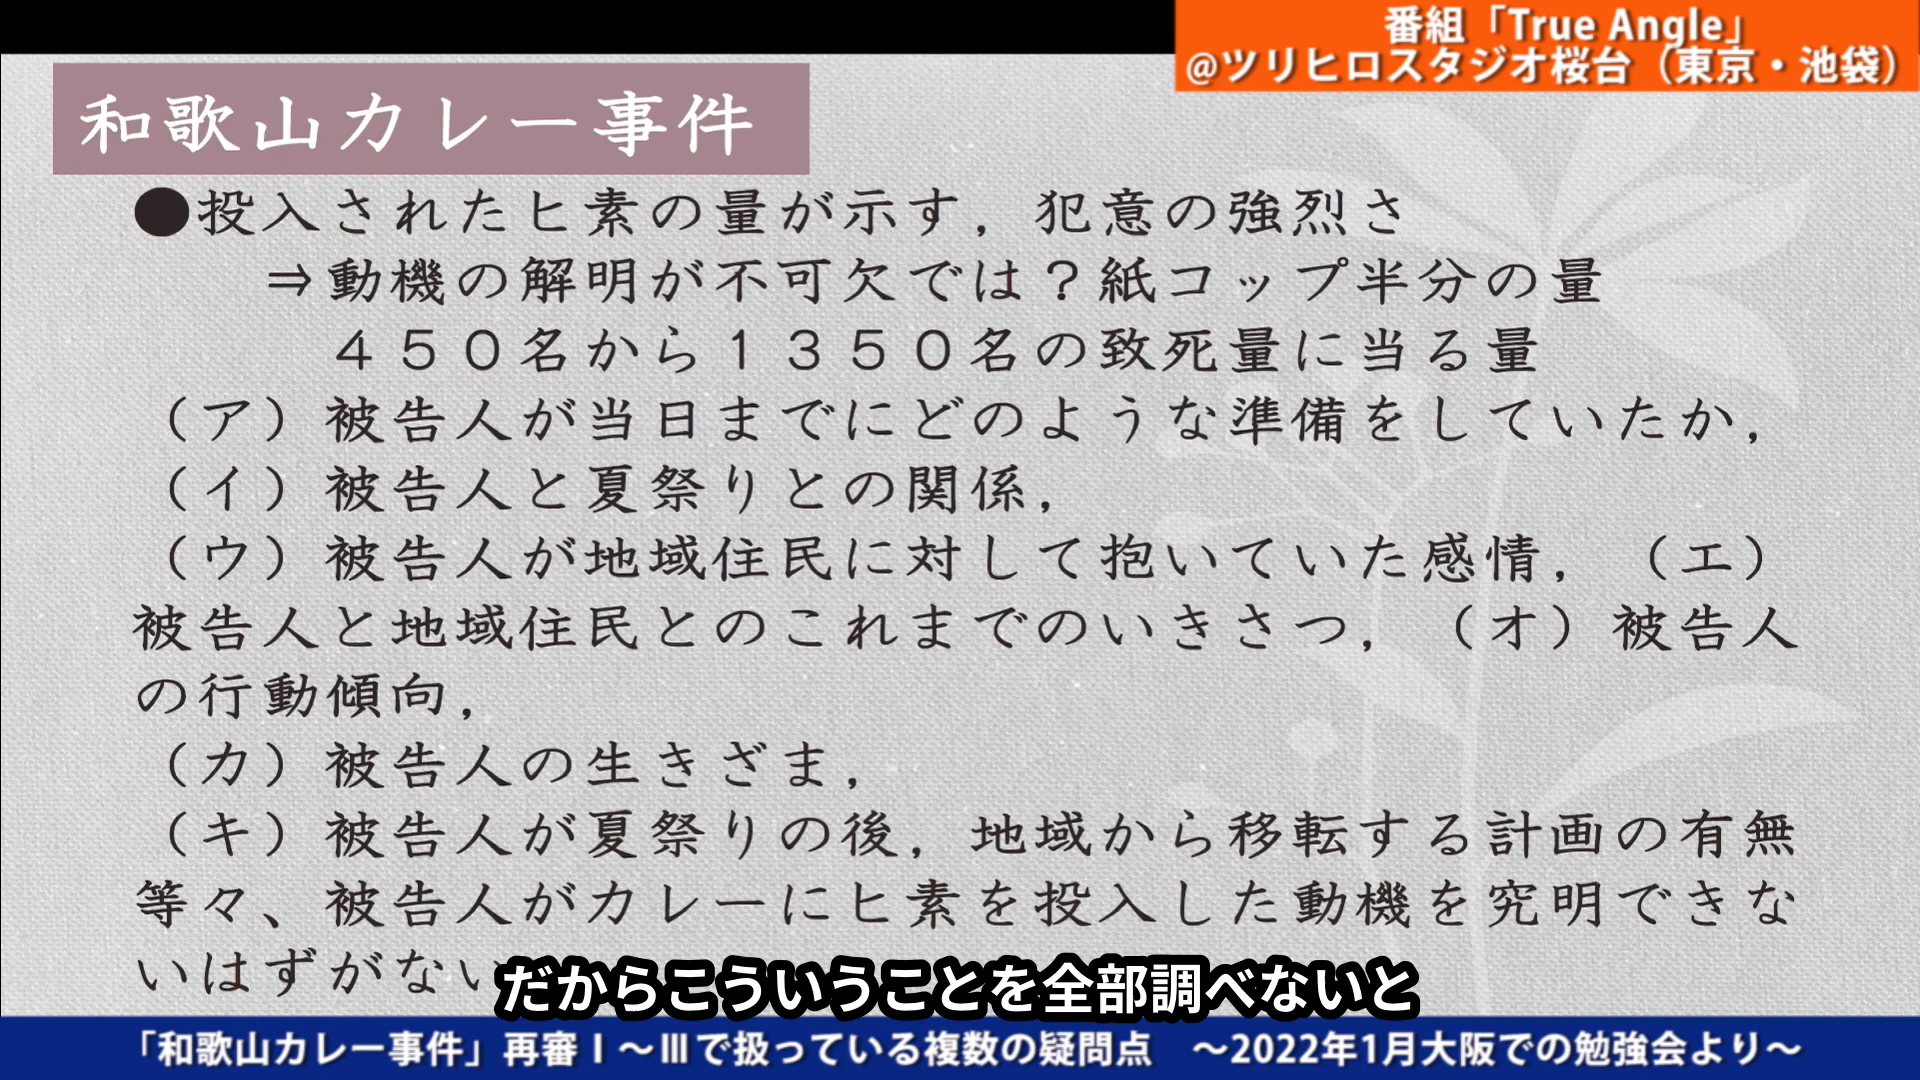 番組「True Angle」
@ツリヒロスタジオ桜台（東京・池袋）
和歌山カレー事件
●投入されたヒ素の量が示す，犯意の強烈さ
⇒動機の解明が不可欠では？紙コップ半分の量
４５０名から１３５０名の致死量に当る量
（ア）被告人が当日までにどのような準備をしていたか，
（イ）被告人と夏祭りとの関係，
（ウ）被告人が地域住民に対して抱いていた感情，（エ）
被告人と地域住民とのこれまでのいきさつ，（オ）被告人
の行動傾向，
（カ）被告人の生きざま，
（キ）被告人が夏祭りの後，地域から移転する計画の有無
等々、被告人がカレーにヒ素を投入した動機を究明できな
いはずがない
だからこういうことを全部調べないと
「和歌山カレー事件」再審Ⅰ～Ⅲで扱っている複数の疑問点　～2022年1月大阪での勉強会より～